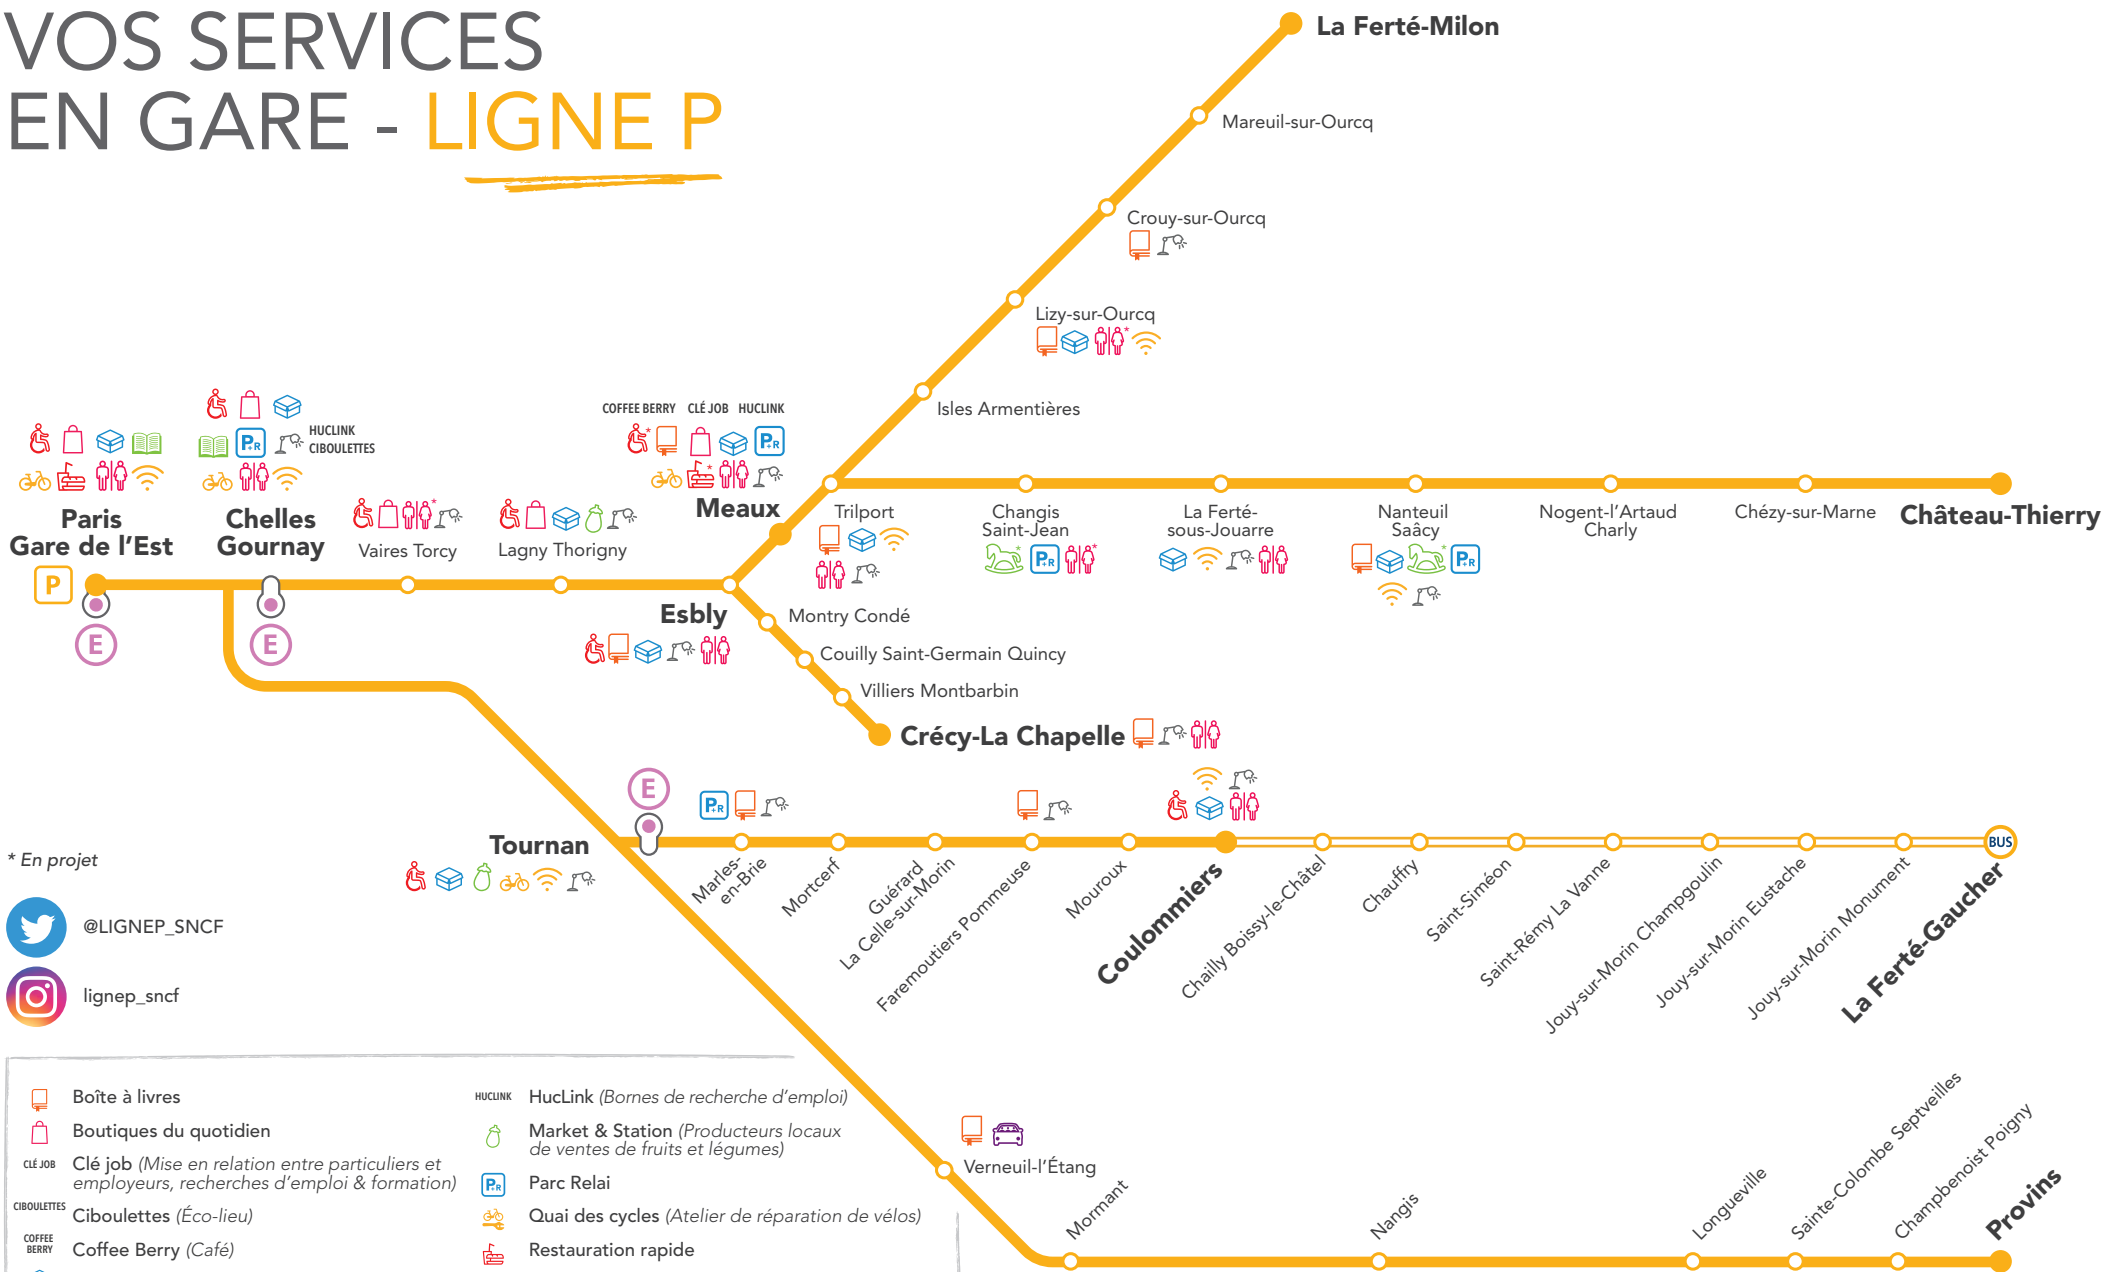 VOS SERVICES
EN GARE - LIGNE P
La Ferté-Milon
Mareuil-sur-Ourcq
Crouy-sur-Ourcq
Lizy-sur-Ourcq
*
Isles Armentières
HUCLINK
CIBOULETTES
P+R
COFFEE BERRY CLÉ JOB HUCLINK
*
P+R
*
Paris
Gare de l'Est
Chelles
Gournay
*
Vaires Torcy
Lagny Thorigny
Meaux
Trilport
Changis
Saint-Jean
* P+R *
La Ferté-
sous-Jouarre
Nanteuil
Saâcy
* P+R
Nogent-l'Artaud
Charly
Chézy-sur-Marne
Château-Thierry
P
E
E
Esbly
Montry Condé
Couilly Saint-Germain Quincy
Villiers Montbarbin
Crécy-La Chapelle
E
P+R
Tournan
Marles-
en-Brie
Mortcerf
Guérard
La Celle-sur-Morin
Faremoutiers Pommeuse
Mouroux
Coulommiers
Chailly Boissy-le-Châtel
Chauffry
Saint-Siméon
Saint-Rémy La Vanne
Jouy-sur-Morin Champgoulin
Jouy-sur-Morin Eustache
Jouy-sur-Morin Monument
BUS
La Ferté-Gaucher
* En projet
@LIGNEP_SNCF
lignep_sncf
Verneuil-l'Étang
Mormant
Nangis
Longueville
Sainte-Colombe Septveilles
Champbenoist Poigny
Provins
Boîte à livres
Boutiques du quotidien
CLÉ JOB Clé job (Mise en relation entre particuliers et
employeurs, recherches d'emploi & formation)
CIBOULETTES Ciboulettes (Éco-lieu)
COFFEE
BERRY Coffee Berry (Café)
HUCLINK HucLink (Bornes de recherche d'emploi)
Market & Station (Producteurs locaux
de ventes de fruits et légumes)
P+R Parc Relai
Quai des cycles (Atelier de réparation de vélos)
Restauration rapide